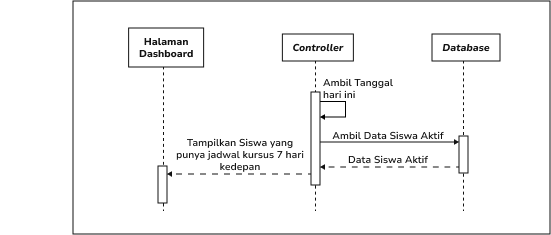 Halaman
Dashboard
Controller
Database
Ambil Tanggal
hari ini
Ambil Data Siswa Aktif
Data Siswa Aktif
Tampilkan Siswa yang
punya jadwal kursus 7 hari
kedepan